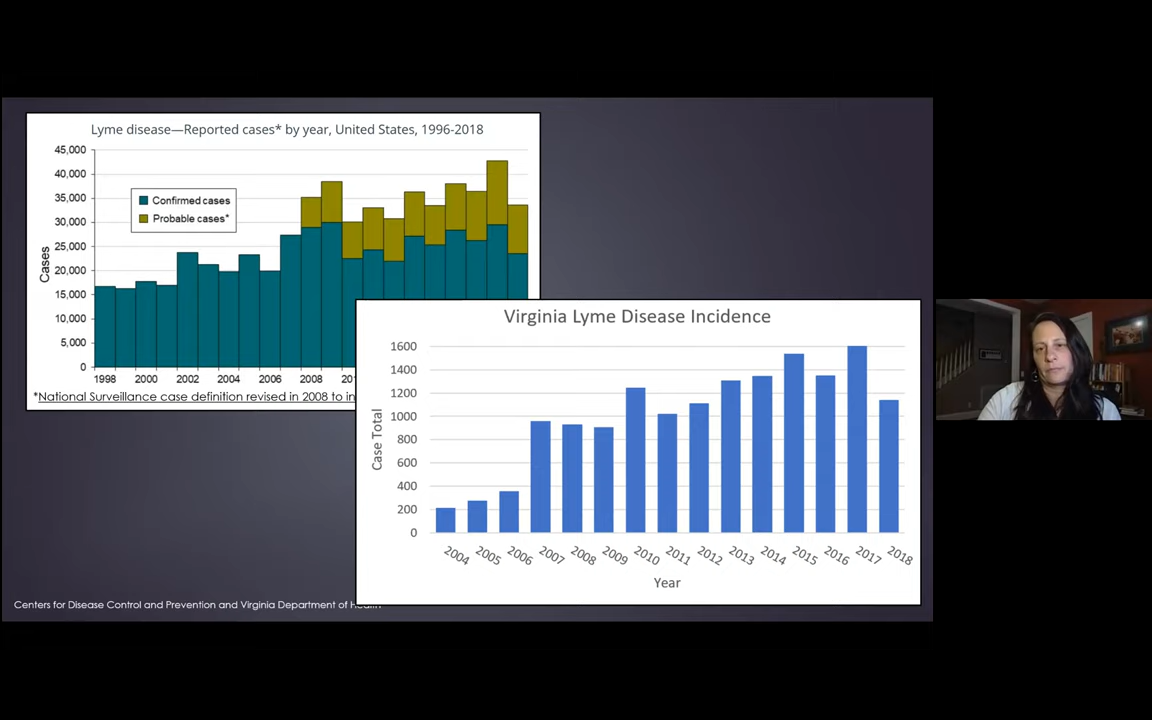 Lyme disease—Reported cases* by year, United States, 1996-2018
45,000
40,000
35,000
30,000
25,000
20,000
15,000
10,000
5,000
0
Cases
Confirmed cases
Probable cases*
1998 2000 2002 2004 2006 2008
*National Surveillance case definition revised in 2008 to
Virginia Lyme Disease Incidence
1600
1400
1200
1000
800
600
400
200
0
Case Total
2004 2005 2006 2007 2008 2009 2010 2011 2012 2013 2014 2015 2016 2017 2018
Year
Centers for Disease Control and Prevention and Virginia Department of